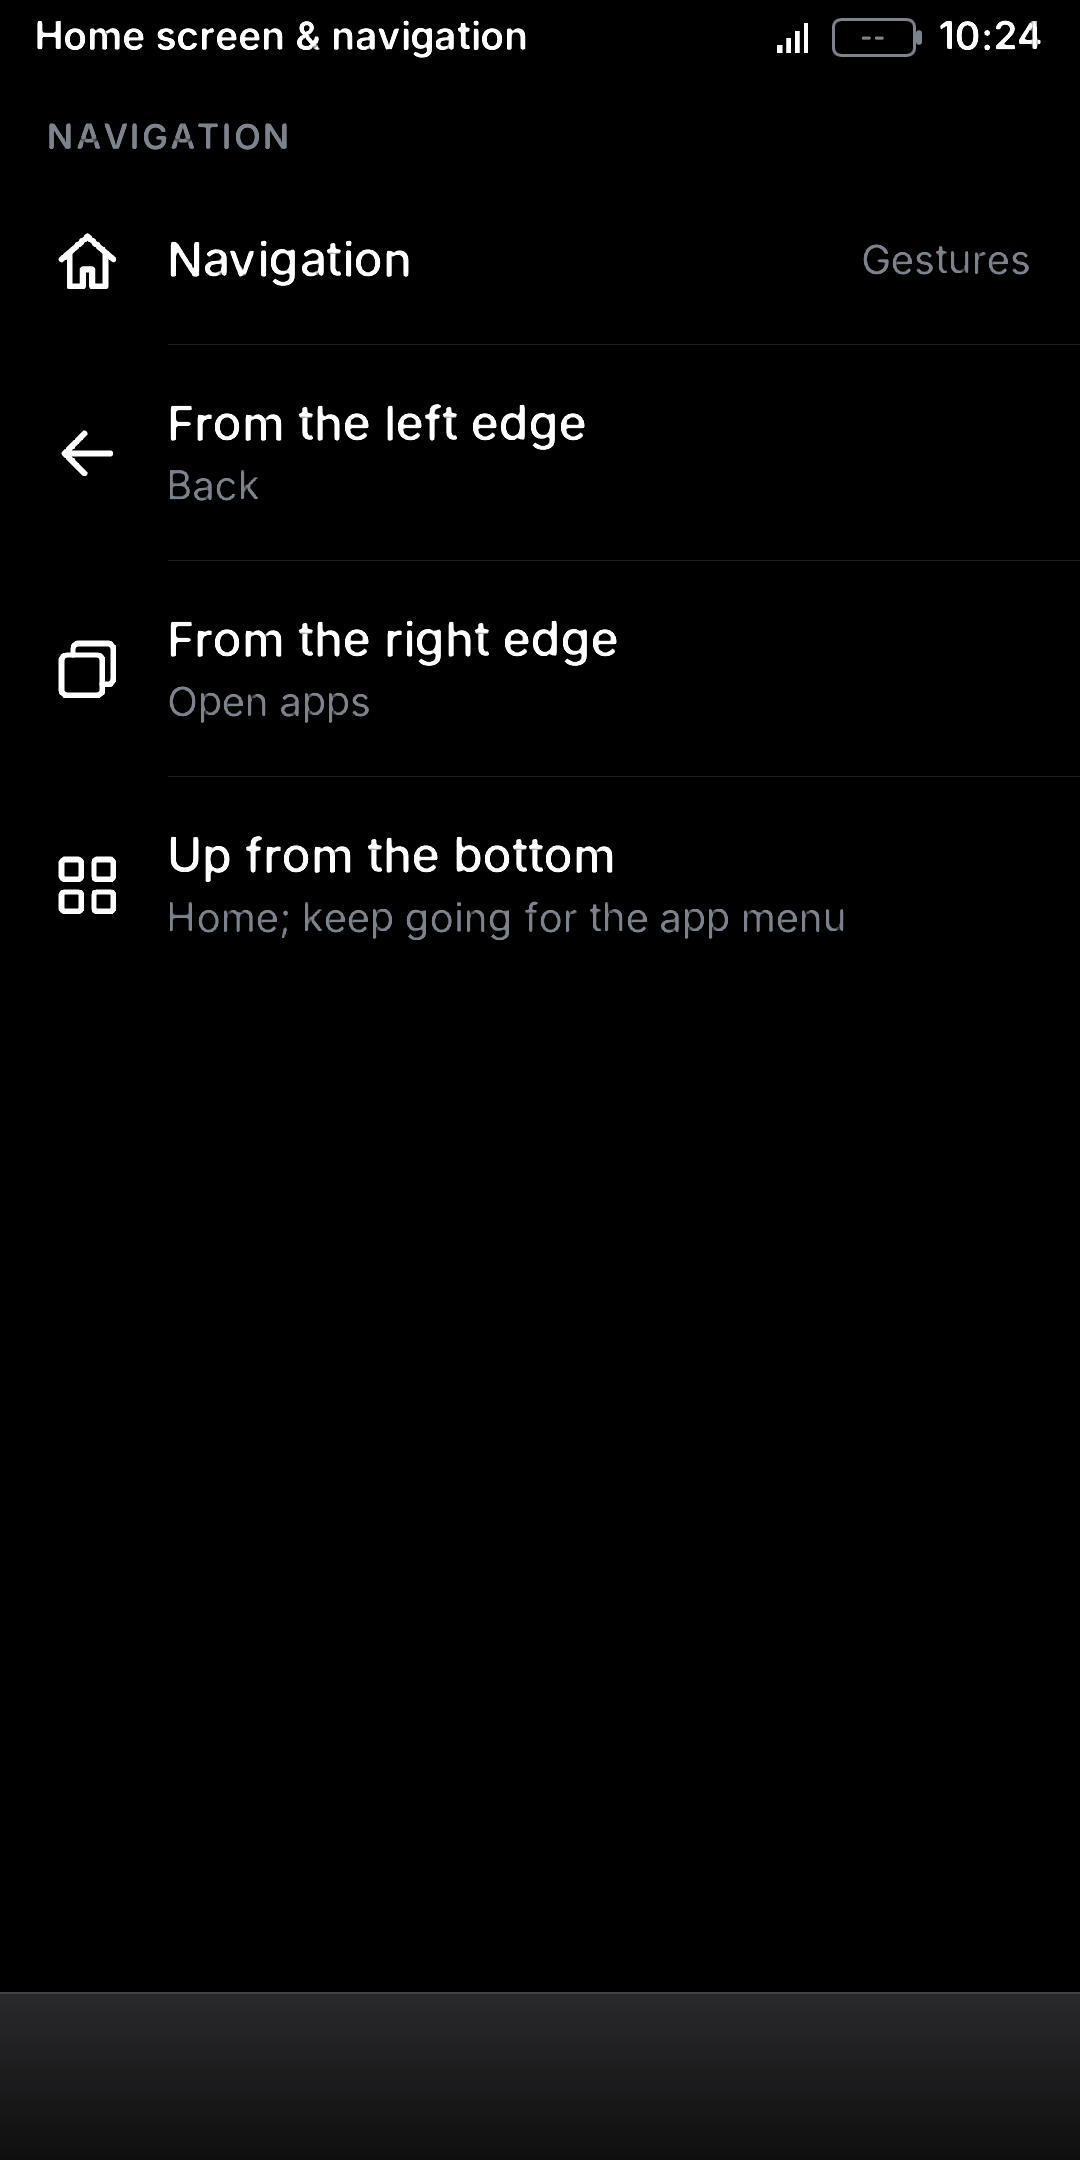 Home screen & navigation
-- 10:24
NAVIGATION
Navigation Gestures
From the left edge
Back
From the right edge
Open apps
Up from the bottom
Home; keep going for the app menu